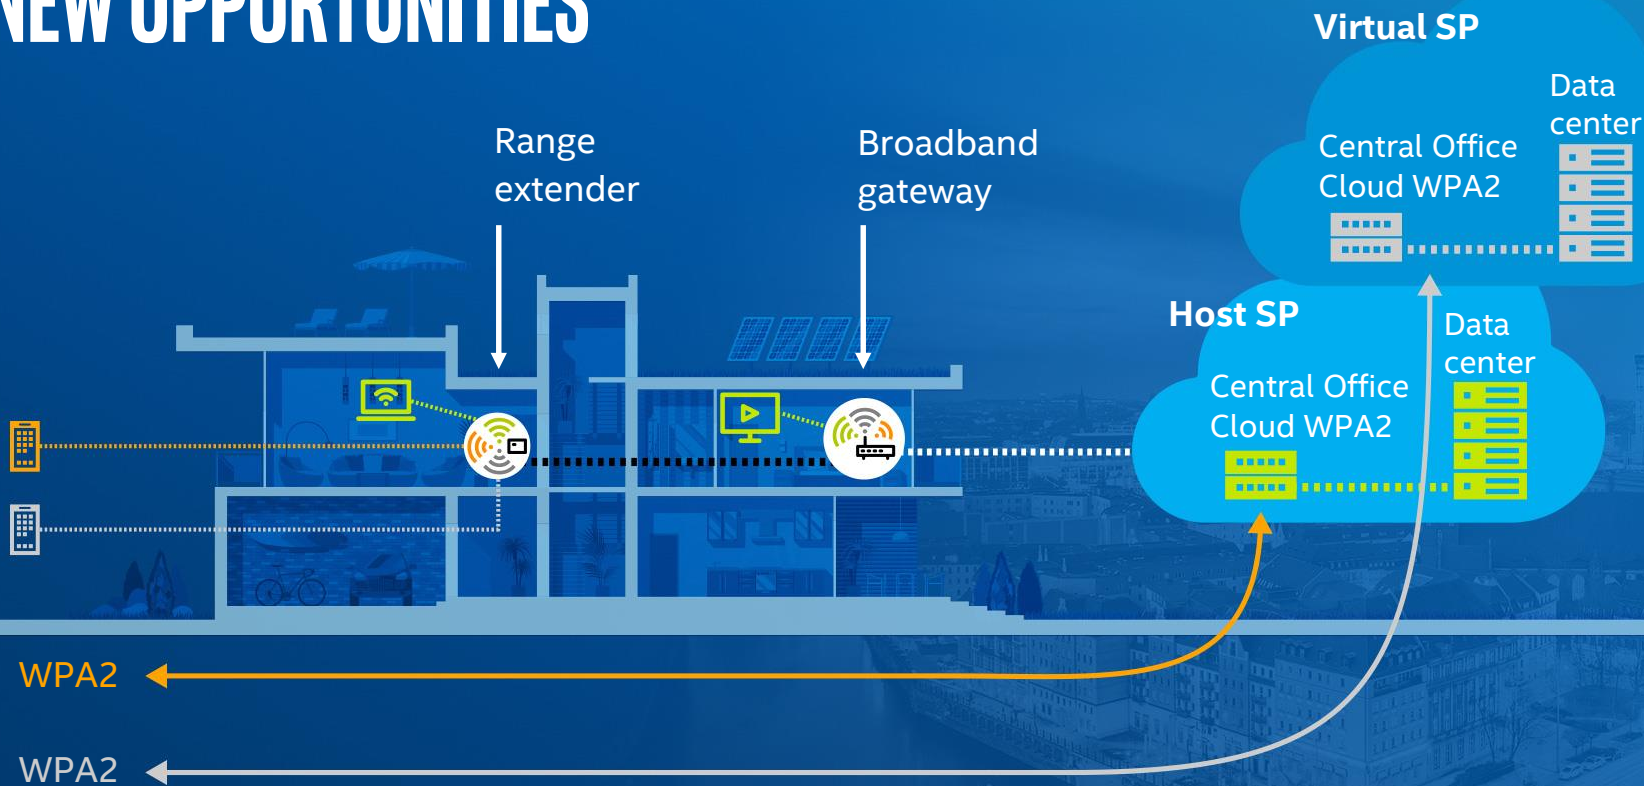 NEW OPPORTUNITIES
Virtual SP
Data
center
Central Office
Cloud WPA2
Range
extender
Broadband
gateway
Host SP
Data
center
Central Office
Cloud WPA2
WPA2
WPA2